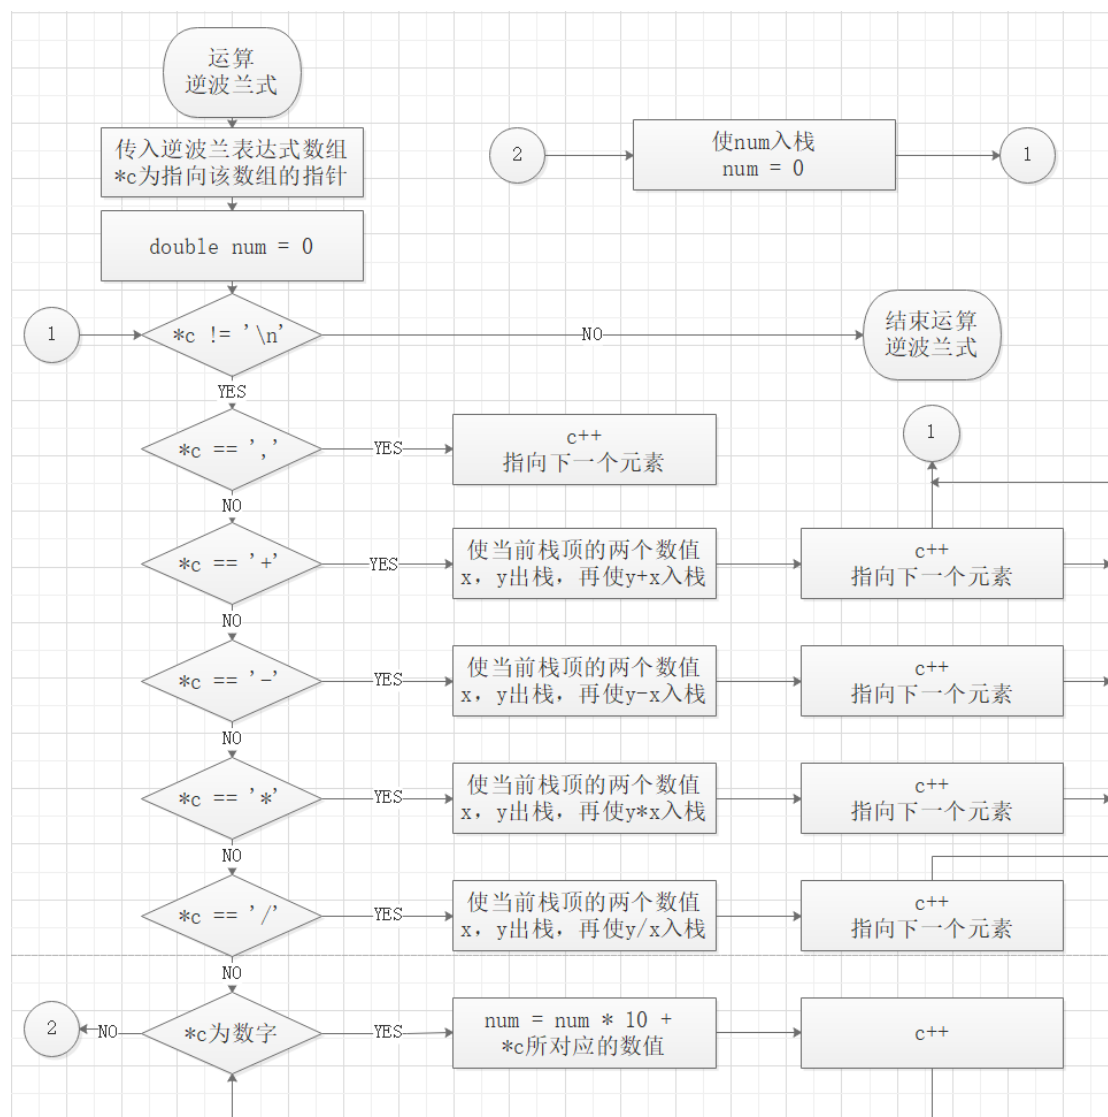 运算
逆波兰式
传入逆波兰表达式数组
*c为指向该数组的指针
2
使num入栈
num = 0
1
double num = 0
1
*c != '\n'
NO
结束运算
逆波兰式
YES
*c == ','
YES
c++
指向下一个元素
1
NO
*c == '+'
YES
使当前栈顶的两个数值
x, y出栈, 再使y+x入栈
c++
指向下一个元素
NO
*c == '-'
YES
使当前栈顶的两个数值
x, y出栈, 再使y-x入栈
c++
指向下一个元素
NO
*c == '*'
YES
使当前栈顶的两个数值
x, y出栈, 再使y*x入栈
c++
指向下一个元素
NO
*c == '/'
YES
使当前栈顶的两个数值
x, y出栈, 再使y/x入栈
c++
指向下一个元素
NO
2
NO
*c为数字
YES
num = num * 10 +
*c所对应的数值
c++